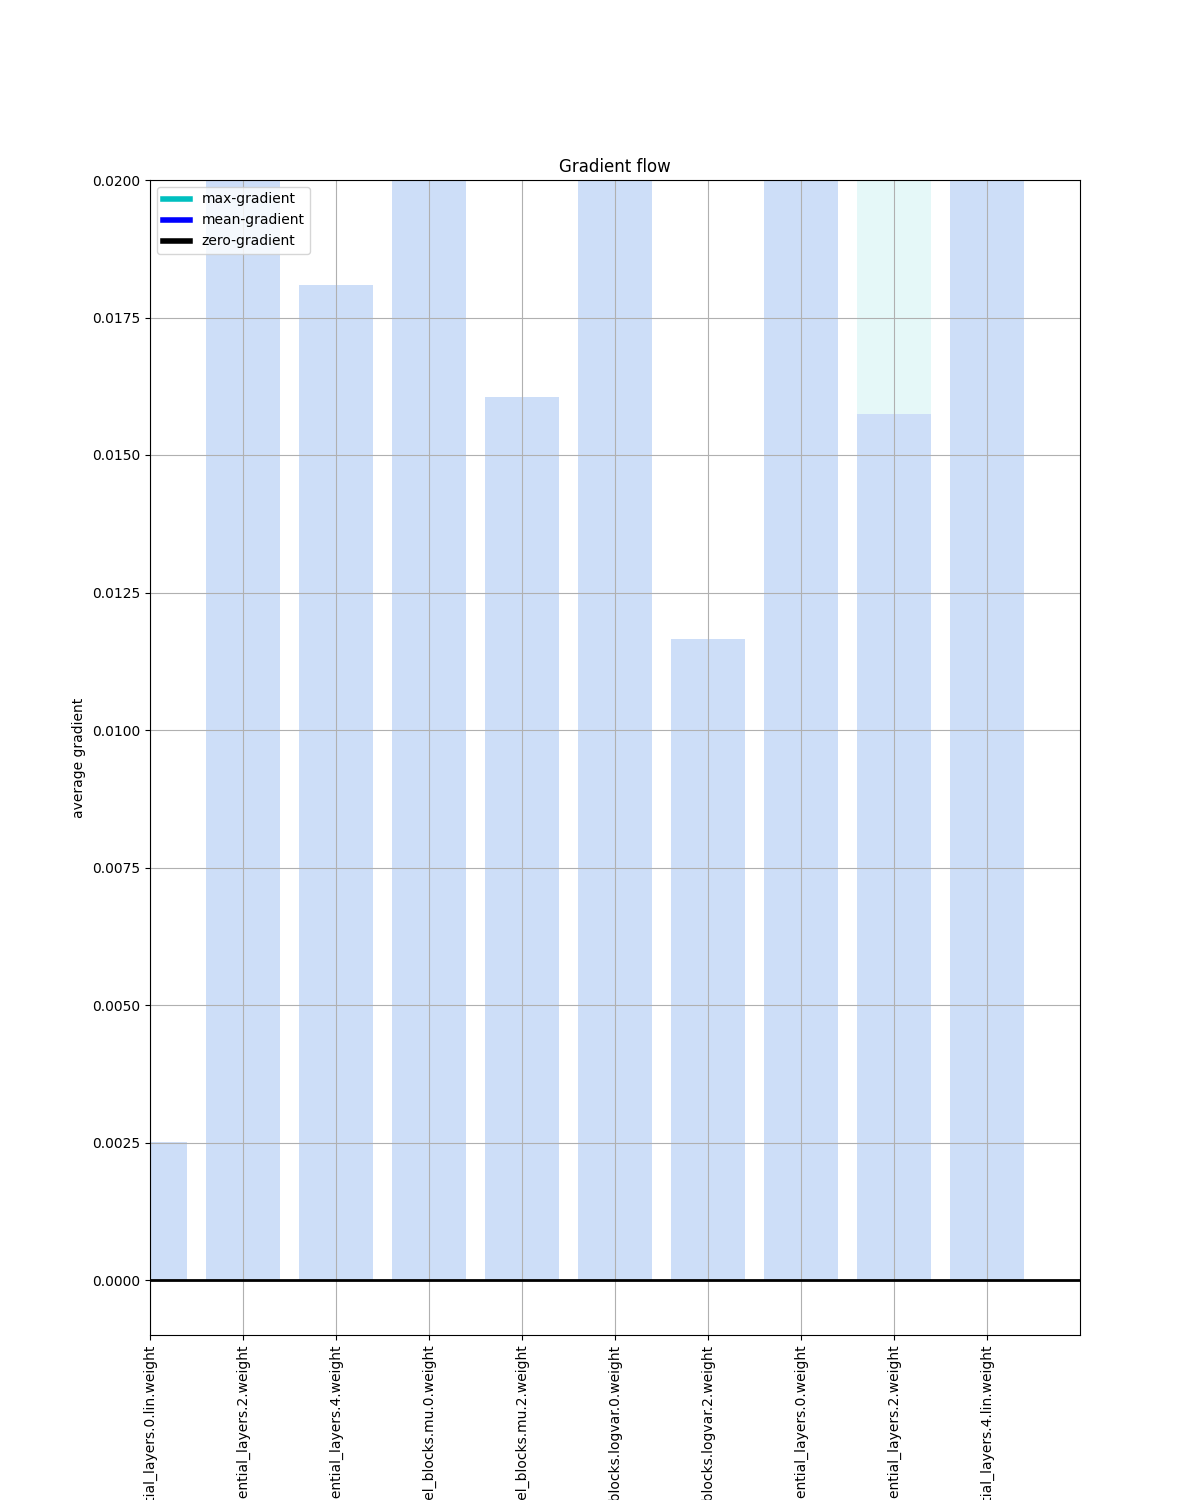 Gradient flow
max-gradient
mean-gradient
zero-gradient
0.0200
0.0175
0.0150
0.0125
0.0100
0.0075
0.0050
0.0025
0.0000
average gradient
tial_layers.0.lin.weight
ential_layers.2.weight
ential_layers.4.weight
el_blocks.mu.0.weight
el_blocks.mu.2.weight
blocks.logvar.0.weight
blocks.logvar.2.weight
ential_layers.0.weight
ential_layers.2.weight
tial_layers.4.lin.weight